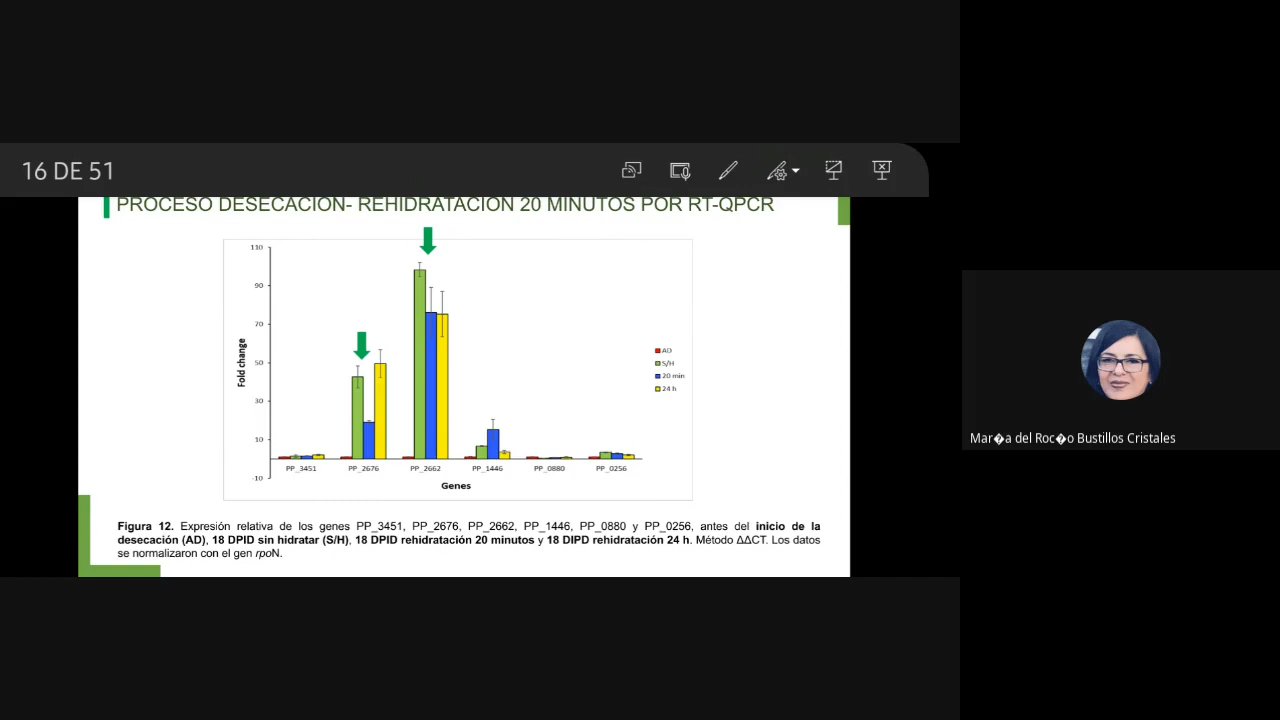 16 DE 51
PROCESO DESECACIÓN- REHIDRATACIÓN 20 MINUTOS POR RT-QPCR
110
90
70
50
30
10
-10
Fold change
AD
S/H
20 min
24 h
PP_3451 PP_2676 PP_2662 PP_1446 PP_0880 PP_0256
Genes
Figura 12. Expresión relativa de los genes PP_3451, PP_2676, PP_2662, PP_1446, PP_0880 y PP_0256, antes del inicio de la
desecación (AD), 18 DPID sin hidratar (S/H), 18 DPID rehidratación 20 minutos y 18 DIPD rehidratación 24 h. Método ΔΔCT. Los datos
se normalizaron con el gen rpoN.
Mar�a del Roc�o Bustillos Cristales